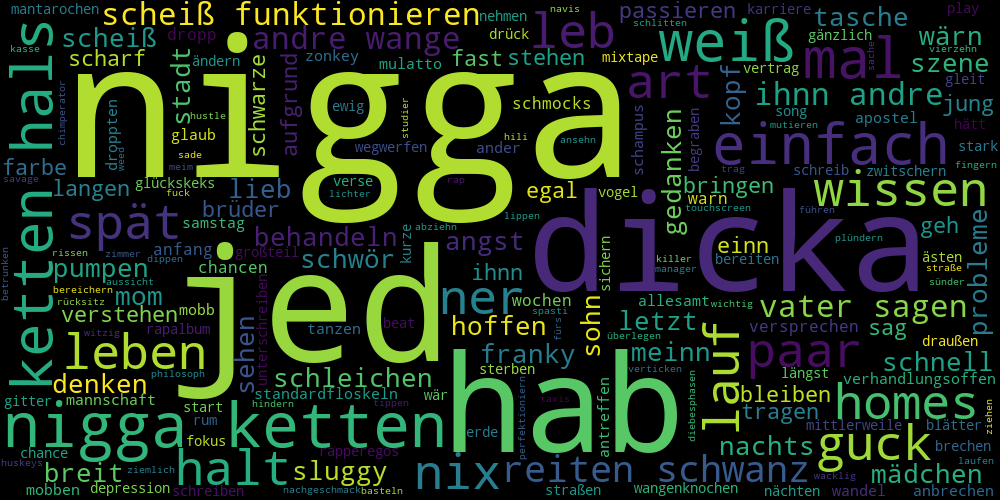 mantarochen
scheiß funktionieren
nehmen
navis
passieren
karriere
play
kasse
scheiß
dropp
andre wange
drück
leb
schlitten
tasche
vierzehn
scharf
ändern
zonkey
mulatto
fast
stehen
mixtape
weiß
gänzlich
wärn
hals
stadt
schwarze
nigga
art
kopf
vertrag
mal
sache
szene
chimperator
droppten
hustle
aufgrund
ewig
schmocks
ihnn andre
gleit
jung
weed
glaub
studier
wegwerfen
ansehn
schampus
song
apostel
hätt
farbe
sade
ander
hili
begraben
mutieren
einfach
stark
meim
verse
rap
gedanken
trag
schreib
zwitschern
fingern
savage
langen
glückskeks
fuck
lieb
lichter
egal
vogel
bringen
wissen
spät
brüder
lippen
warn
touchscreen
führen
geh
samstag
behandeln
kurze
abziehn
angst
dicka
einn
plündern
probleme
betrunken
rissen
zimmer
anfang
dippen
großteil
schwör
ihnn
sichern
killer
bereiten
ästen
straße
ketten
pumpen
aussicht
chancen
jed
ner
manager
sünder
bereichern
rücksitz
mom
mobb
unterschreiben
wochen
spasti
sohn
allesamt
wichtig
vater sagen
verstehen
witzig
rapalbum
sehen
tanzen
beat
hoffen
fürs
letzt
lauf
versprechen
sag
draußen
leben
philosoph
überlegen
franky
meinn
paar
längst
schnell
denken
schleichen
sterben
verticken
bleiben
verhandlungsoffen
gitter
mannschaft
standardfloskeln
wär
hab
taxis
diebesphasen
homes
ziehen
start
hindern
tippen
perfektionieren
antreffen
tragen
mittlerweile
blätter
nigga
ketten
rum
erde
guck
chance
fokus
rapperegos
nachts
brechen
huskeys
breit
ziemlich
halt
sluggy
nix
reiten schwanz
wacklig
mädchen
laufen
mobben
depression
schreiben
nachgeschmack
basteln
straßen
wangenknochen
nächten
wandel
anbrechen